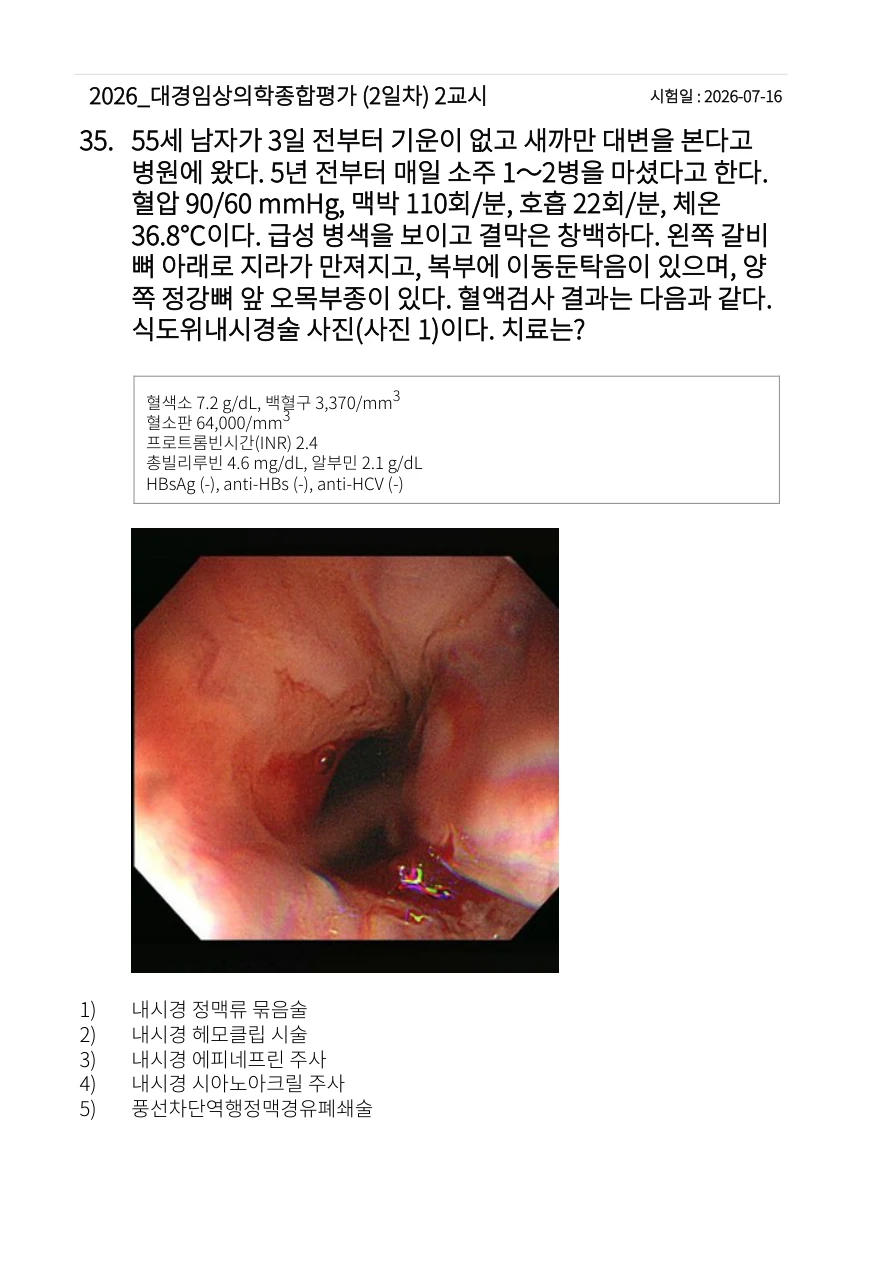 2026_대경임상의학종합평가 (2일차) 2교시
시험일 : 2026-07-16
35. 55세 남자가 3일 전부터 기운이 없고 새까만 대변을 본다고
병원에 왔다. 5년 전부터 매일 소주 1～2병을 마셨다고 한다.
혈압 90/60 mmHg, 맥박 110회/분, 호흡 22회/분, 체온
36.8℃이다. 급성 병색을 보이고 결막은 창백하다. 왼쪽 갈비
뼈 아래로 지라가 만져지고, 복부에 이동둔탁음이 있으며, 양
쪽 정강뼈 앞 오목부종이 있다. 혈액검사 결과는 다음과 같다.
식도위내시경술 사진(사진 1)이다. 치료는?
혈색소 7.2 g/dL, 백혈구 3,370/mm³
혈소판 64,000/mm³
프로트롬빈시간(INR) 2.4
총빌리루빈 4.6 mg/dL, 알부민 2.1 g/dL
HBsAg (-), anti-HBs (-), anti-HCV (-)
1) 내시경 정맥류 묶음술
2) 내시경 헤모클립 시술
3) 내시경 에피네프린 주사
4) 내시경 시아노아크릴 주사
5) 풍선차단역행정맥경유폐쇄술